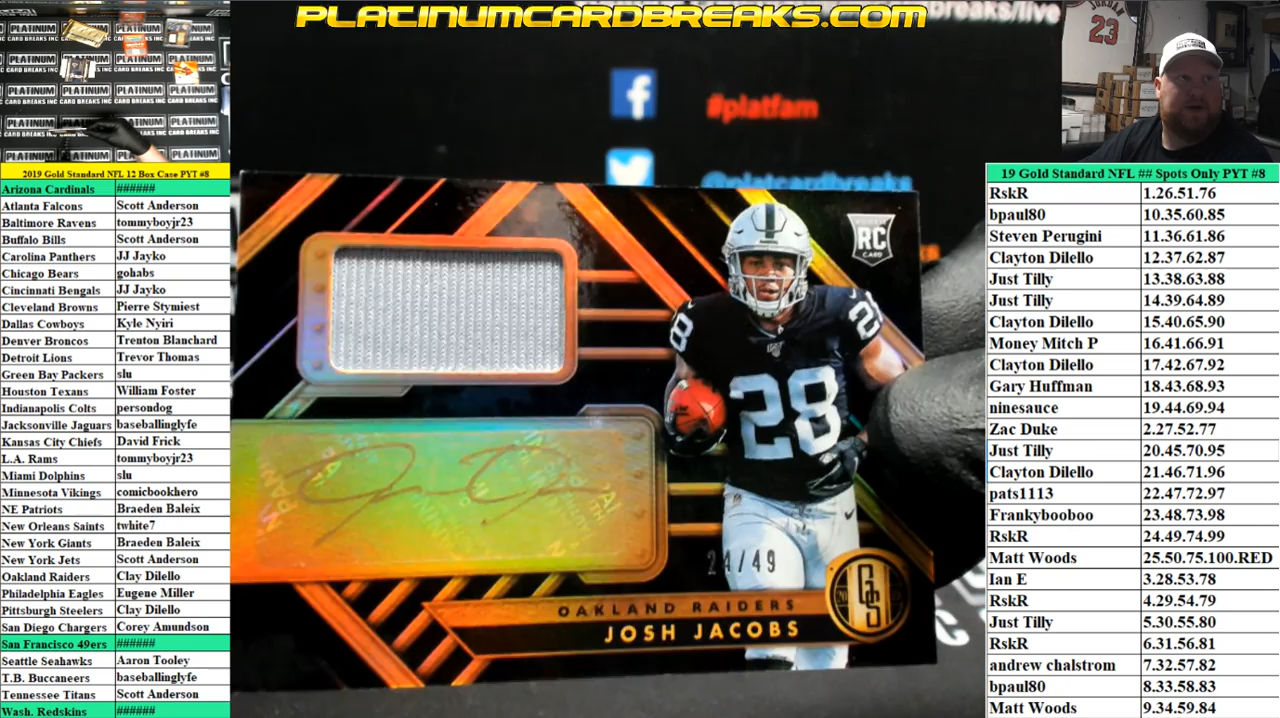 PLATINUMCARDBREAKS.COM
breaks/live
JORDAN
23
#platfam
@platcardbreaks
PLATINUM
CARD BREAKS INC
2019 Gold Standard NFL 12 Box Case PYT #8
Arizona Cardinals ######
Atlanta Falcons Scott Anderson
Baltimore Ravens tommyboyjr23
Buffalo Bills Scott Anderson
Carolina Panthers JJ Jayko
Chicago Bears gohabs
Cincinnati Bengals JJ Jayko
Cleveland Browns Pierre Stymiest
Dallas Cowboys Kyle Nyiri
Denver Broncos Trenton Blanchard
Detroit Lions Trevor Thomas
Green Bay Packers slu
Houston Texans William Foster
Indianapolis Colts persondog
Jacksonville Jaguars baseballinglyfe
Kansas City Chiefs David Frick
L.A. Rams tommyboyjr23
Miami Dolphins slu
Minnesota Vikings comicbookhero
NE Patriots Braeden Baleix
New Orleans Saints twhite7
New York Giants Braeden Baleix
New York Jets Scott Anderson
Oakland Raiders Clay Dilello
Philadelphia Eagles Eugene Miller
Pittsburgh Steelers Clay Dilello
San Diego Chargers Corey Amundson
San Francisco 49ers ######
Seattle Seahawks Aaron Tooley
T.B. Buccaneers baseballinglyfe
Tennessee Titans Scott Anderson
Wash. Redskins ######
RC
CARD
28
28
28
24/49
GS
OAKLAND RAIDERS
JOSH JACOBS
19 Gold Standard NFL ## Spots Only PYT #8
RskR 1.26.51.76
bpaul80 10.35.60.85
Steven Perugini 11.36.61.86
Clayton Dilello 12.37.62.87
Just Tilly 13.38.63.88
Just Tilly 14.39.64.89
Clayton Dilello 15.40.65.90
Money Mitch P 16.41.66.91
Clayton Dilello 17.42.67.92
Gary Huffman 18.43.68.93
ninesauce 19.44.69.94
Zac Duke 2.27.52.77
Just Tilly 20.45.70.95
Clayton Dilello 21.46.71.96
pats1113 22.47.72.97
Frankybooboo 23.48.73.98
RskR 24.49.74.99
Matt Woods 25.50.75.100.RED
Ian E 3.28.53.78
RskR 4.29.54.79
Just Tilly 5.30.55.80
RskR 6.31.56.81
andrew chalstrom 7.32.57.82
bpaul80 8.33.58.83
Matt Woods 9.34.59.84